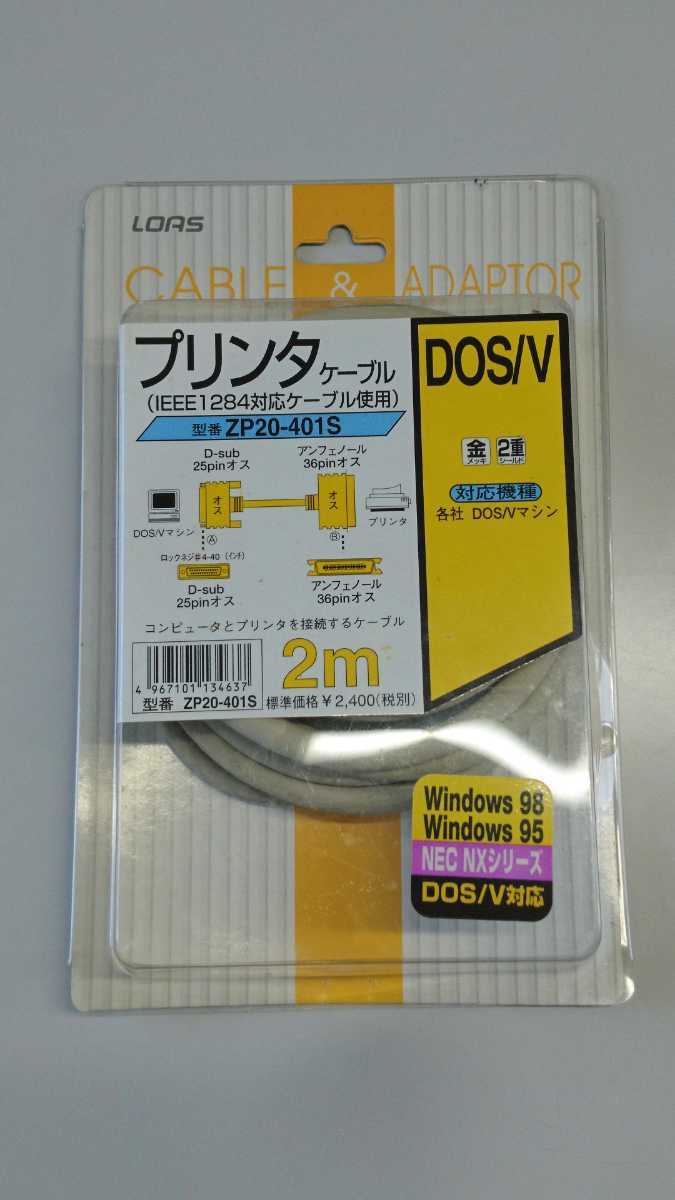 LOAS
CABLE & ADAPTOR
プリンタケーブル
(IEEE1284対応ケーブル使用)
型番 ZP20-401S
D-sub
25pinオス
アンフェノール
36pinオス
オス
オス
DOS/Vマシン
プリンタ
Ⓐ
Ⓑ
ロックネジ#4-40 (インチ)
D-sub
25pinオス
アンフェノール
36pinオス
コンピュータとプリンタを接続するケーブル
2m
4 967101 134637
型番 ZP20-401S
標準価格￥2,400(税別)
DOS/V
金メッキ
2重シールド
対応機種
各社 DOS/Vマシン
Windows 98
Windows 95
NEC NXシリーズ
DOS/V対応